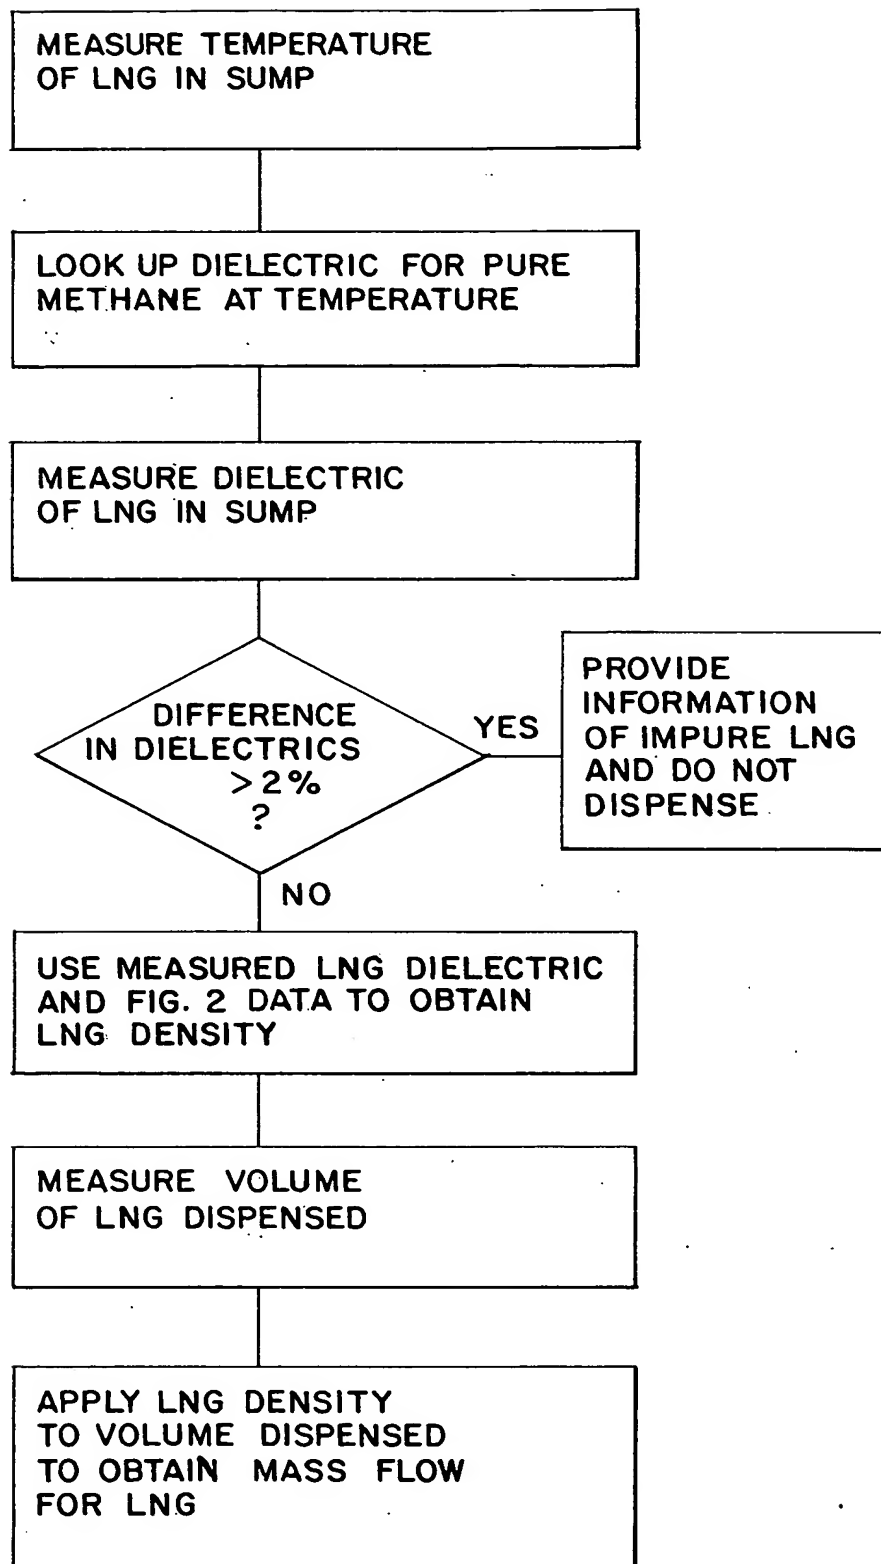 MEASURE TEMPERATURE
OF LNG IN SUMP
LOOK UP DIELECTRIC FOR PURE
METHANE AT TEMPERATURE
MEASURE DIELECTRIC
OF LNG IN SUMP
DIFFERENCE
IN DIELECTRICS
>2%
?
YES
PROVIDE
INFORMATION
OF IMPURE LNG
AND DO NOT
DISPENSE
NO
USE MEASURED LNG DIELECTRIC
AND FIG. 2 DATA TO OBTAIN
LNG DENSITY
MEASURE VOLUME
OF LNG DISPENSED
APPLY LNG DENSITY
TO VOLUME DISPENSED
TO OBTAIN MASS FLOW
FOR LNG